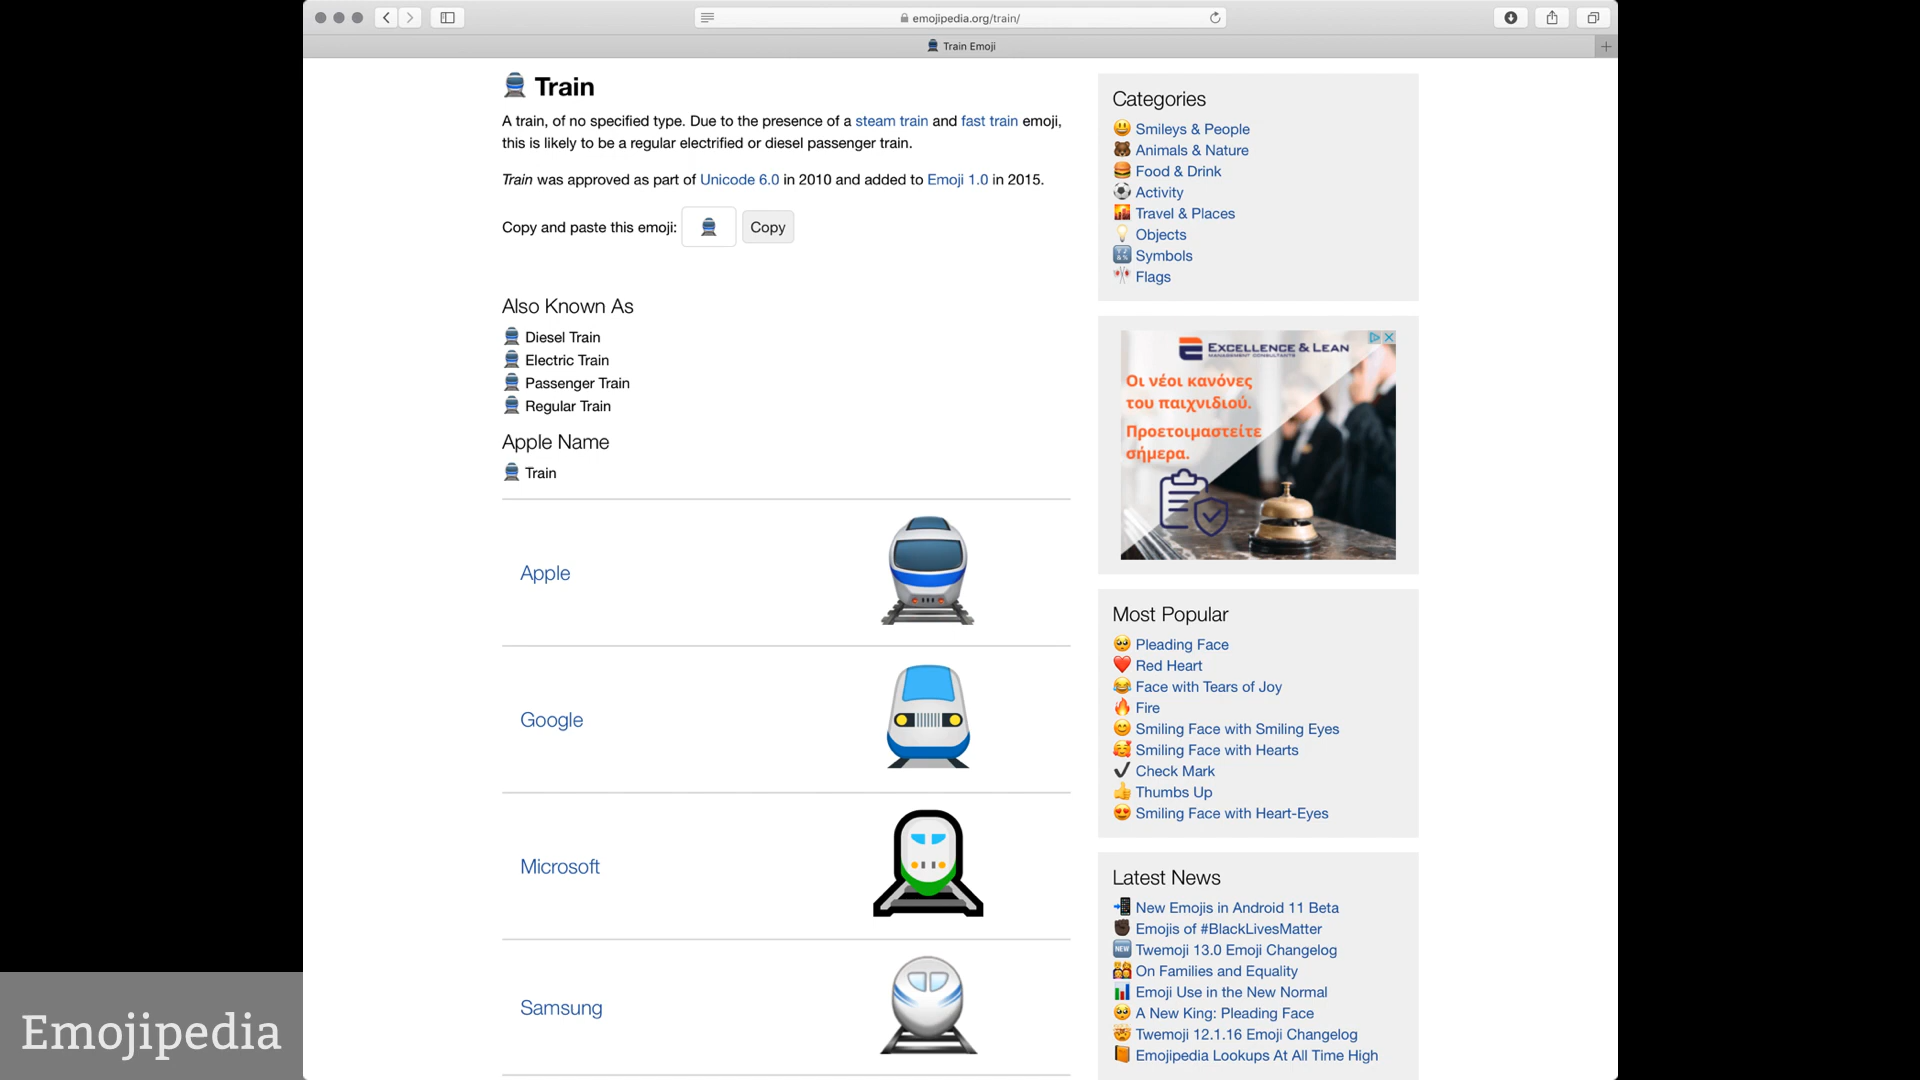 emojipedia.org/train/
Train Emoji
Train
A train, of no specified type. Due to the presence of a steam train and fast train emoji,
this is likely to be a regular electrified or diesel passenger train.
Train was approved as part of Unicode 6.0 in 2010 and added to Emoji 1.0 in 2015.
Copy and paste this emoji:
Copy
Also Known As
Diesel Train
Electric Train
Passenger Train
Regular Train
Apple Name
Train
Apple
Google
Microsoft
Samsung
Categories
Smileys & People
Animals & Nature
Food & Drink
Activity
Travel & Places
Objects
Symbols
Flags
EXCELLENCE & LEAN
MANAGEMENT CONSULTANTS
Οι νέοι κανόνες
του παιχνιδιού.
Προετοιμαστείτε
σήμερα.
Most Popular
Pleading Face
Red Heart
Face with Tears of Joy
Fire
Smiling Face with Smiling Eyes
Smiling Face with Hearts
Check Mark
Thumbs Up
Smiling Face with Heart-Eyes
Latest News
New Emojis in Android 11 Beta
Emojis of #BlackLivesMatter
Twemoji 13.0 Emoji Changelog
On Families and Equality
Emoji Use in the New Normal
A New King: Pleading Face
Twemoji 12.1.16 Emoji Changelog
Emojipedia Lookups At All Time High
Emojipedia